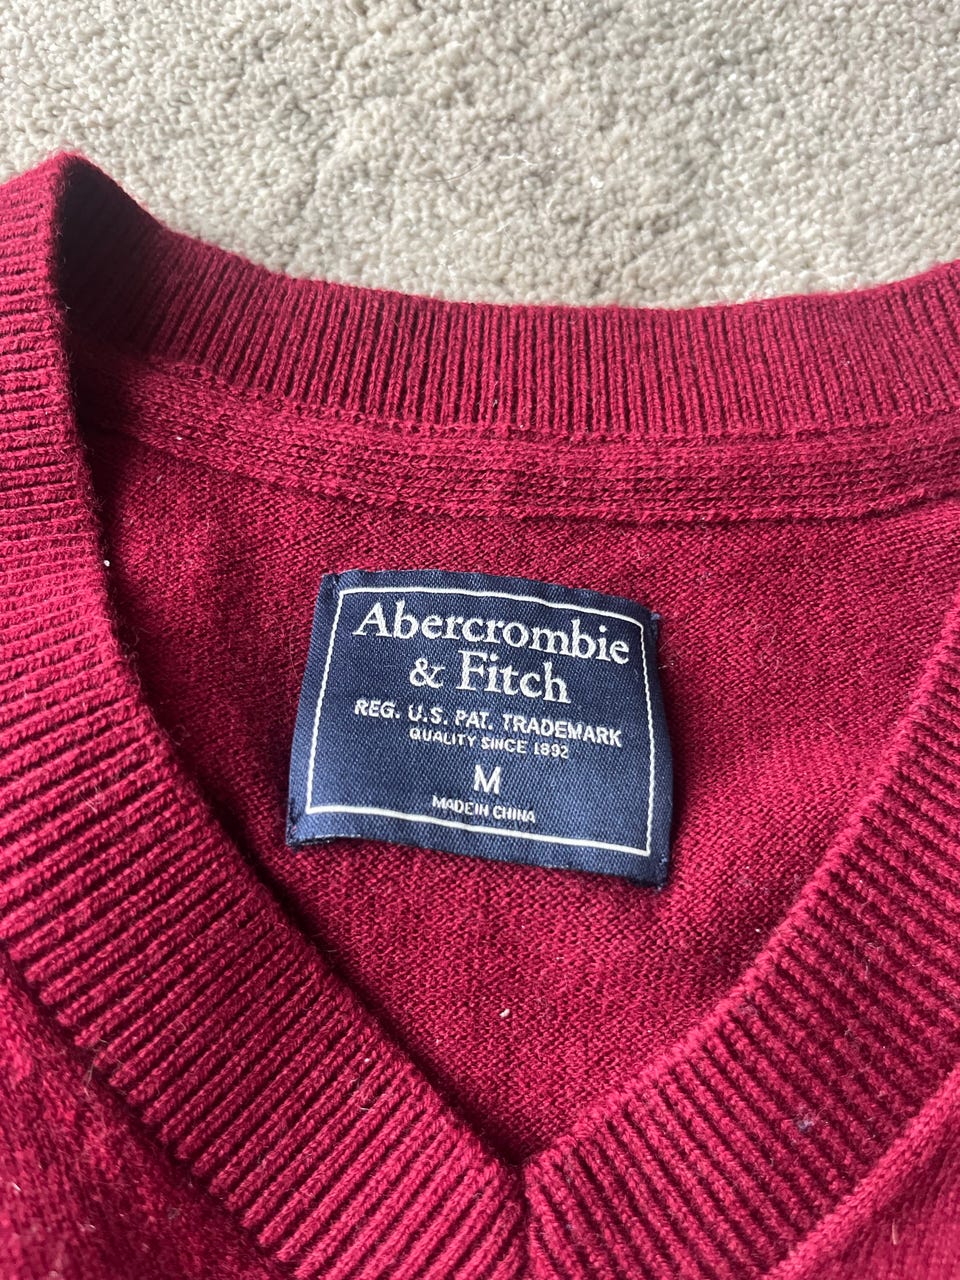 Abercrombie
& Fitch
REG. U.S. PAT. TRADEMARK
QUALITY SINCE 1892
M
MADE IN CHINA